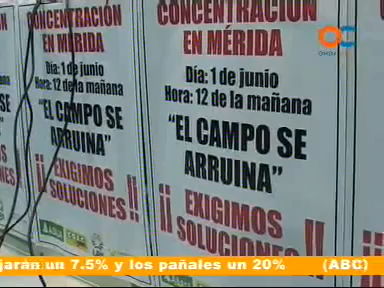 CONCENTRACIÓN
EN MÉRIDA
Día: 1 de junio
Hora: 12 de la mañana
"EL CAMPO SE
ARRUINA"
¡¡ EXIGIMOS
SOLUCIONES !!
CONCENTRACIÓN
EN MÉRIDA
Día: 1 de junio
Hora: 12 de la mañana
"EL CAMPO SE
ARRUINA"
¡¡ EXIGIMOS
SOLUCIONES !!
jarán un 7.5% y los pañales un 20% (ABC)